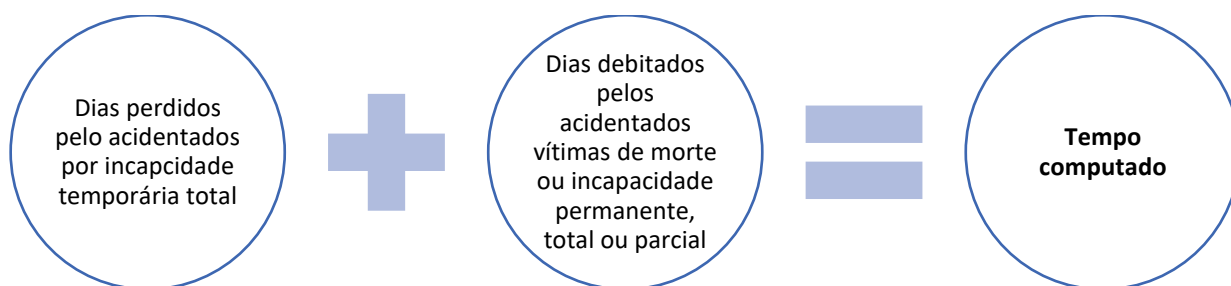 Dias perdidos
pelo acidentados
por incapcidade
temporária total
Dias debitados
pelos
acidentados
vítimas de morte
ou incapacidade
permanente,
total ou parcial
Tempo
computado